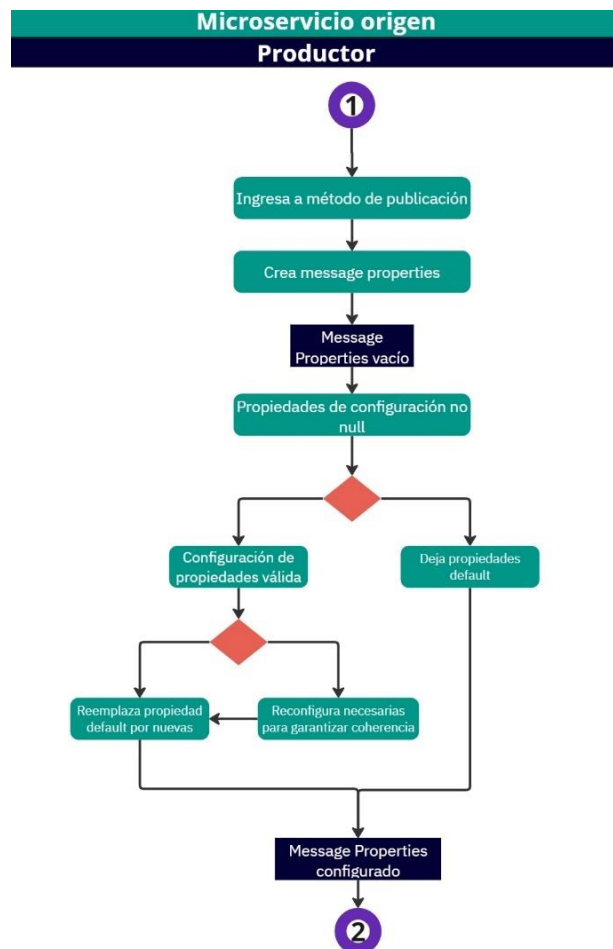 Microservicio origen
Productor
1
Ingresa a método de publicación
Crea message properties
Message
Properties vacío
Propiedades de configuración no
null
Configuración de
propiedades válida
Deja propiedades
default
Reemplaza propiedad
default por nuevas
Reconfigura necesarias
para garantizar coherencia
Message Properties
configurado
2